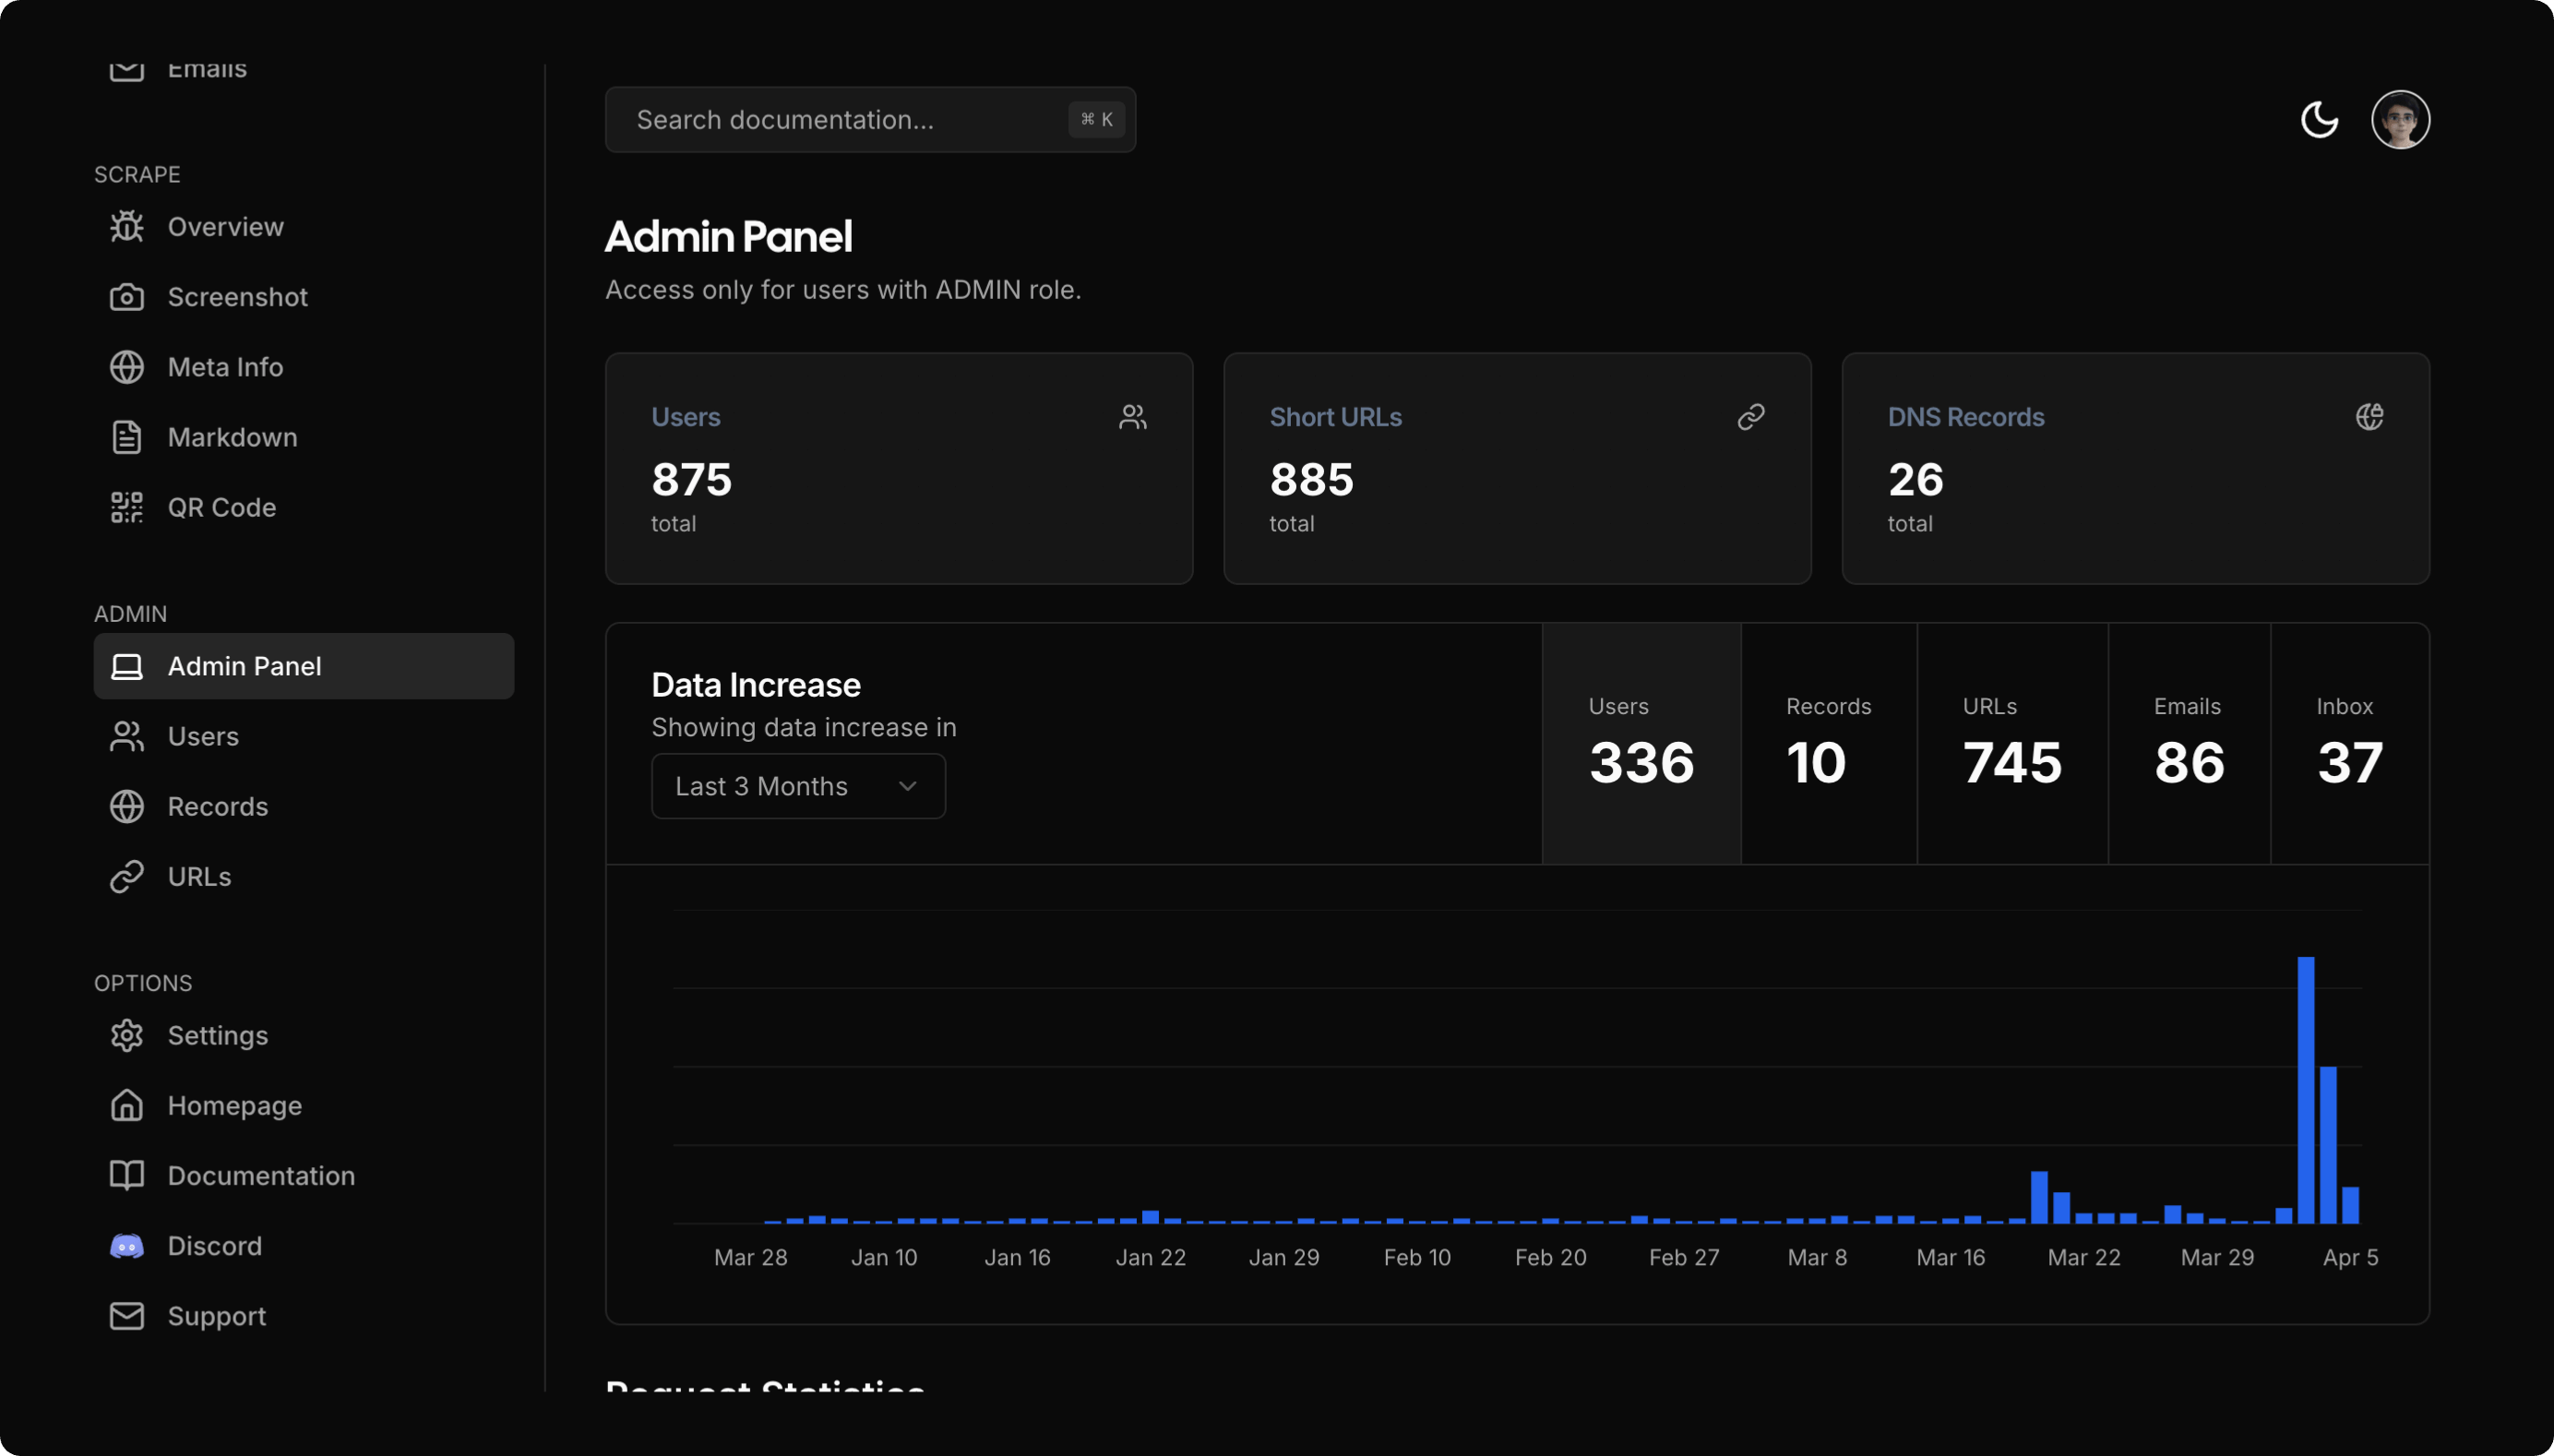 Emails
SCRAPE
Overview
Screenshot
Meta Info
Markdown
QR Code
ADMIN
Admin Panel
Users
Records
URLs
OPTIONS
Settings
Homepage
Documentation
Discord
Support
Search documentation...
⌘ K
Admin Panel
Access only for users with ADMIN role.
Users
875
total
Short URLs
885
total
DNS Records
26
total
Data Increase
Showing data increase in
Last 3 Months
Users
336
Records
10
URLs
745
Emails
86
Inbox
37
Mar 28 Jan 10 Jan 16 Jan 22 Jan 29 Feb 10 Feb 20 Feb 27 Mar 8 Mar 16 Mar 22 Mar 29 Apr 5
Request Statistics